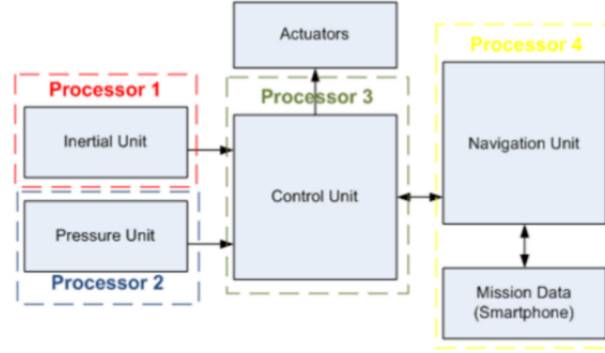 Actuators
Processor 4
Processor 1
Processor 3
Inertial Unit
Navigation Unit
Control Unit
Pressure Unit
Processor 2
Mission Data
(Smartphone)